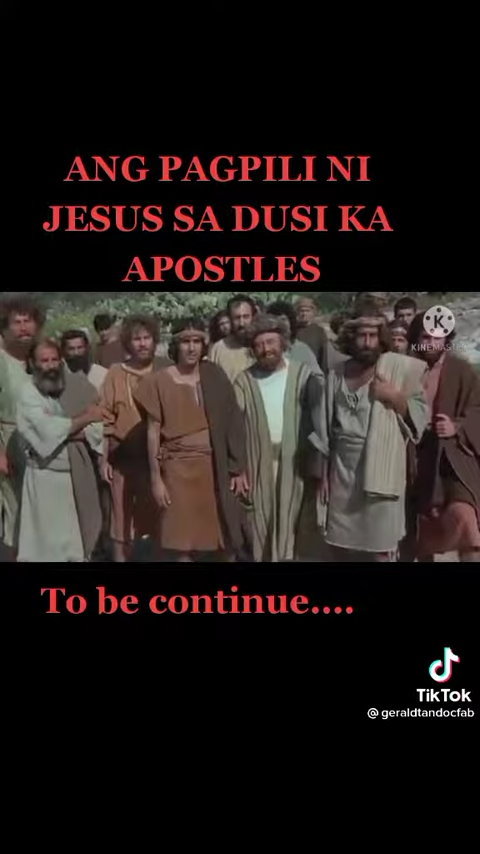 ANG PAGPILI NI
JESUS SA DUSI KA
APOSTLES
K
KINEMASTER
To be continue....
TikTok
@geraldtandocfab